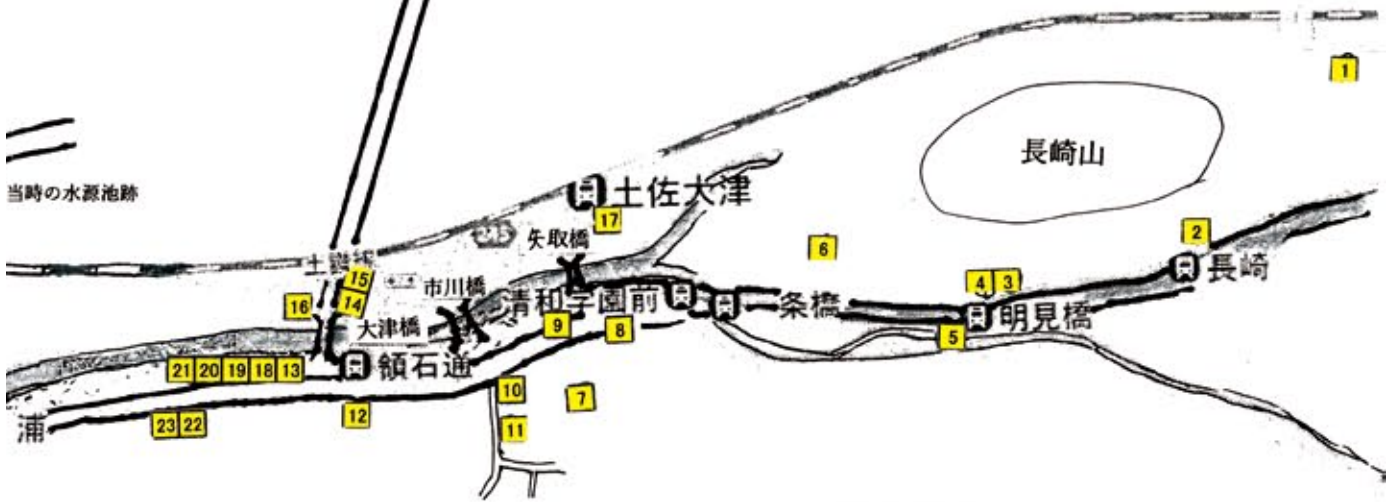 1
長崎山
当時の水源池跡
土佐大津
17
2
矢取橋
6
長崎
土讃線
15
14
16
市川橋
4 3
清和学園前
一条橋
明見橋
大津橋
9
8
5
21 20 19 18 13
領石通
10
7
12
11
23 22
浦